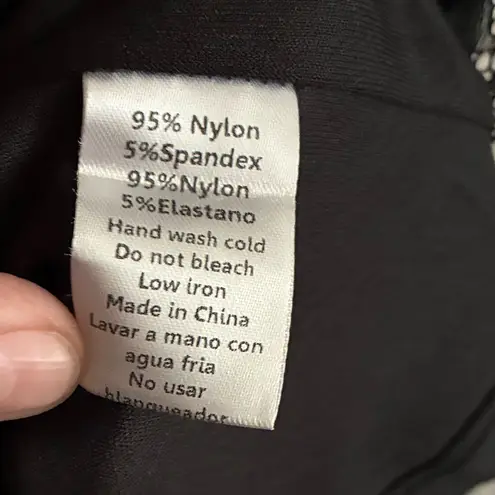 95% Nylon
5%Spandex
95%Nylon
5%Elastano
Hand wash cold
Do not bleach
Low iron
Made in China
Lavar a mano con
agua fria
No usar
blanqueador